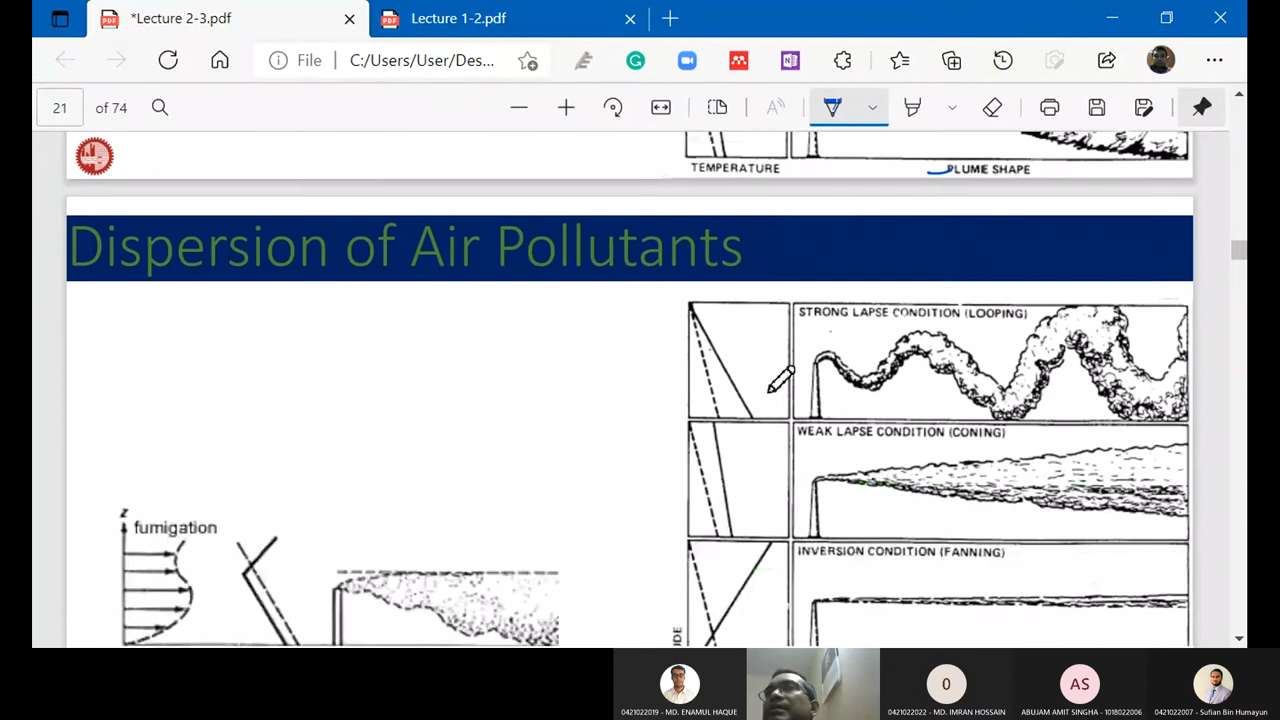 *Lecture 2-3.pdf
Lecture 1-2.pdf
File
C:/Users/User/Des...
21
of 74
TEMPERATURE
PLUME SHAPE
Dispersion of Air Pollutants
STRONG LAPSE CONDITION (LOOPING)
WEAK LAPSE CONDITION (CONING)
INVERSION CONDITION (FANNING)
z
fumigation
0
AS
0421022019 - MD. ENAMUL HAQUE
0421022022 - MD. IMRAN HOSSAIN
ABUJAM AMIT SINGHA - 1018022006
0421022007 - Sufian Bin Humayun